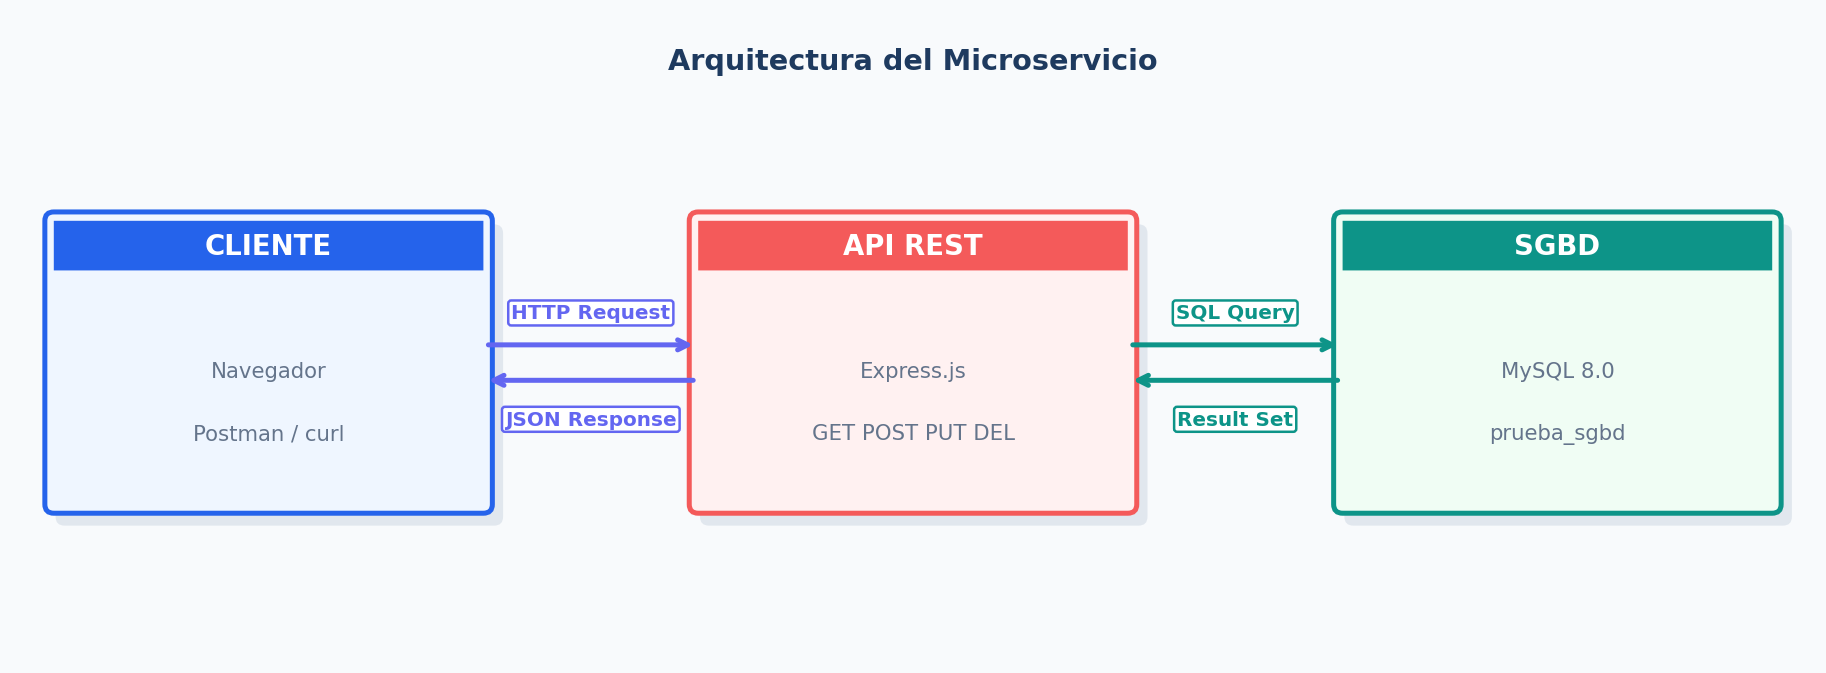 Arquitectura del Microservicio
CLIENTE
Navegador
Postman / curl
HTTP Request
JSON Response
API REST
Express.js
GET POST PUT DEL
SQL Query
Result Set
SGBD
MySQL 8.0
prueba_sgbd